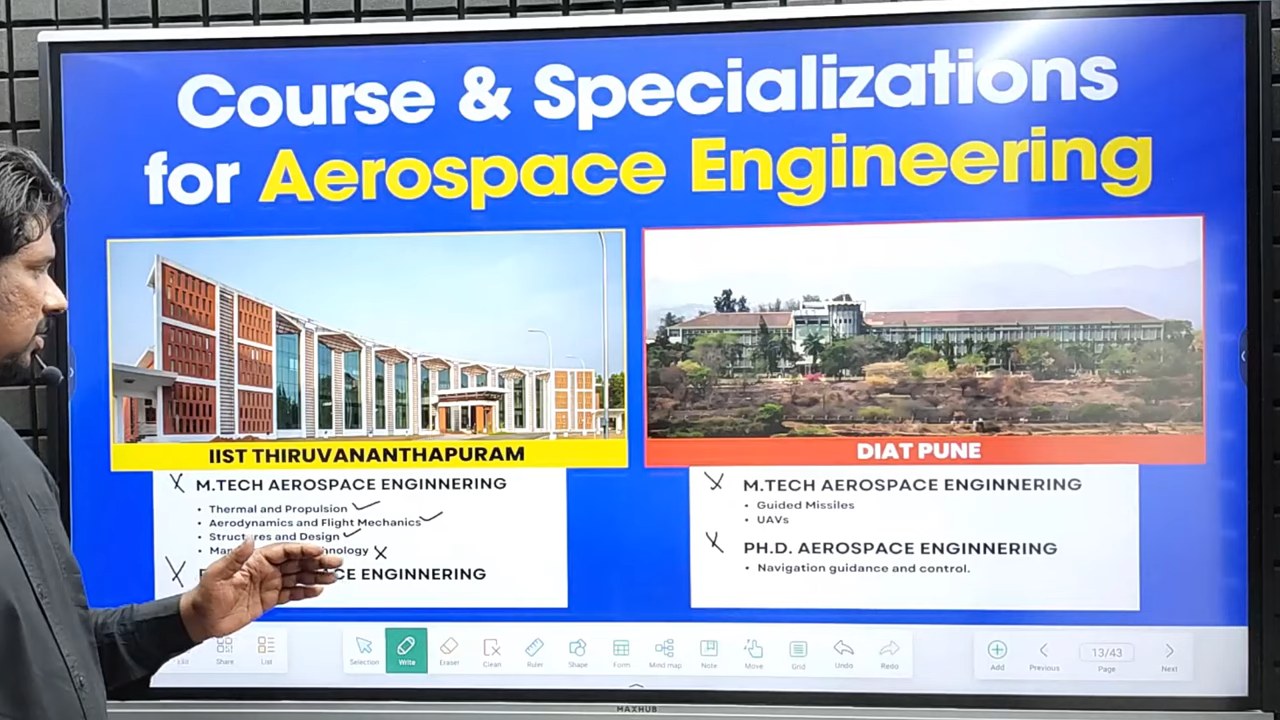 Course & Specializations
for Aerospace Engineering
IIST THIRUVANANTHAPURAM
DIAT PUNE
M.TECH AEROSPACE ENGINNERING
Thermal and Propulsion
Aerodynamics and Flight Mechanics
Structures and Design
ENGINNERING
M.TECH AEROSPACE ENGINNERING
Guided Missiles
UAVs
PH.D. AEROSPACE ENGINNERING
Navigation guidance and control.
Share
List
Selection
Write
Eraser
Clean
Ruler
Shape
Form
Mind map
Note
Move
Grid
Undo
Redo
Add
Previous
13/43
Page
Next
MAXHUB